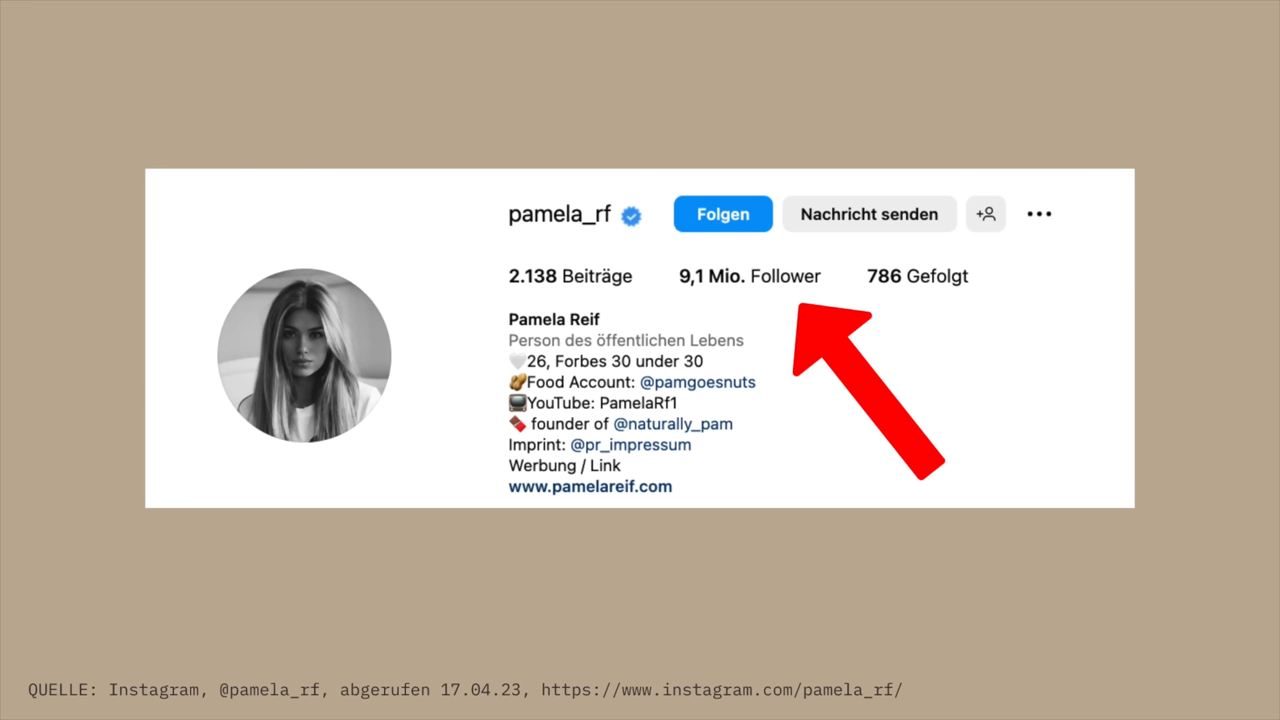 pamela_rf
Folgen
Nachricht senden
2.138 Beiträge 9,1 Mio. Follower 786 Gefolgt
Pamela Reif
Person des öffentlichen Lebens
🤍26, Forbes 30 under 30
🥜Food Account: @pamgoesnuts
📺YouTube: PamelaRf1
🍫 founder of @naturally_pam
Imprint: @pr_impressum
Werbung / Link
www.pamelareif.com
QUELLE: Instagram, @pamela_rf, abgerufen 17.04.23, https://www.instagram.com/pamela_rf/